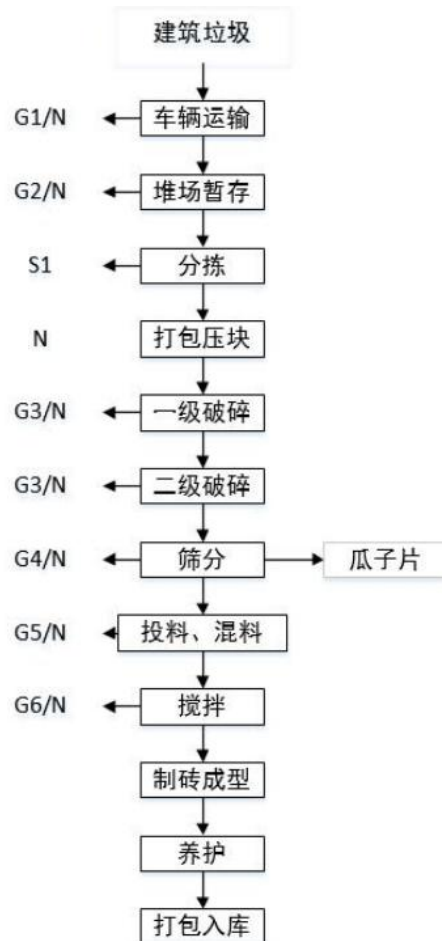 建筑垃圾
G1/N 车辆运输
G2/N 堆场暂存
S1 分拣
N 打包压块
G3/N 一级破碎
G3/N 二级破碎
G4/N 筛分 瓜子片
G5/N 投料、混料
G6/N 搅拌
制砖成型
养护
打包入库